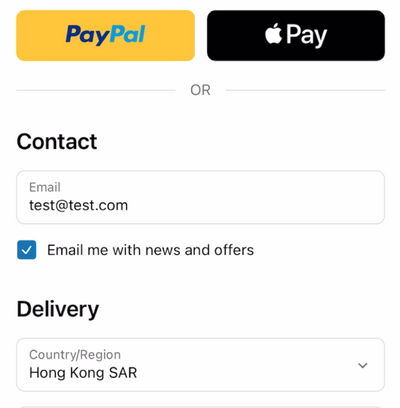 PayPal Pay
OR
Contact
Email
test@test.com
Email me with news and offers
Delivery
Country/Region
Hong Kong SAR